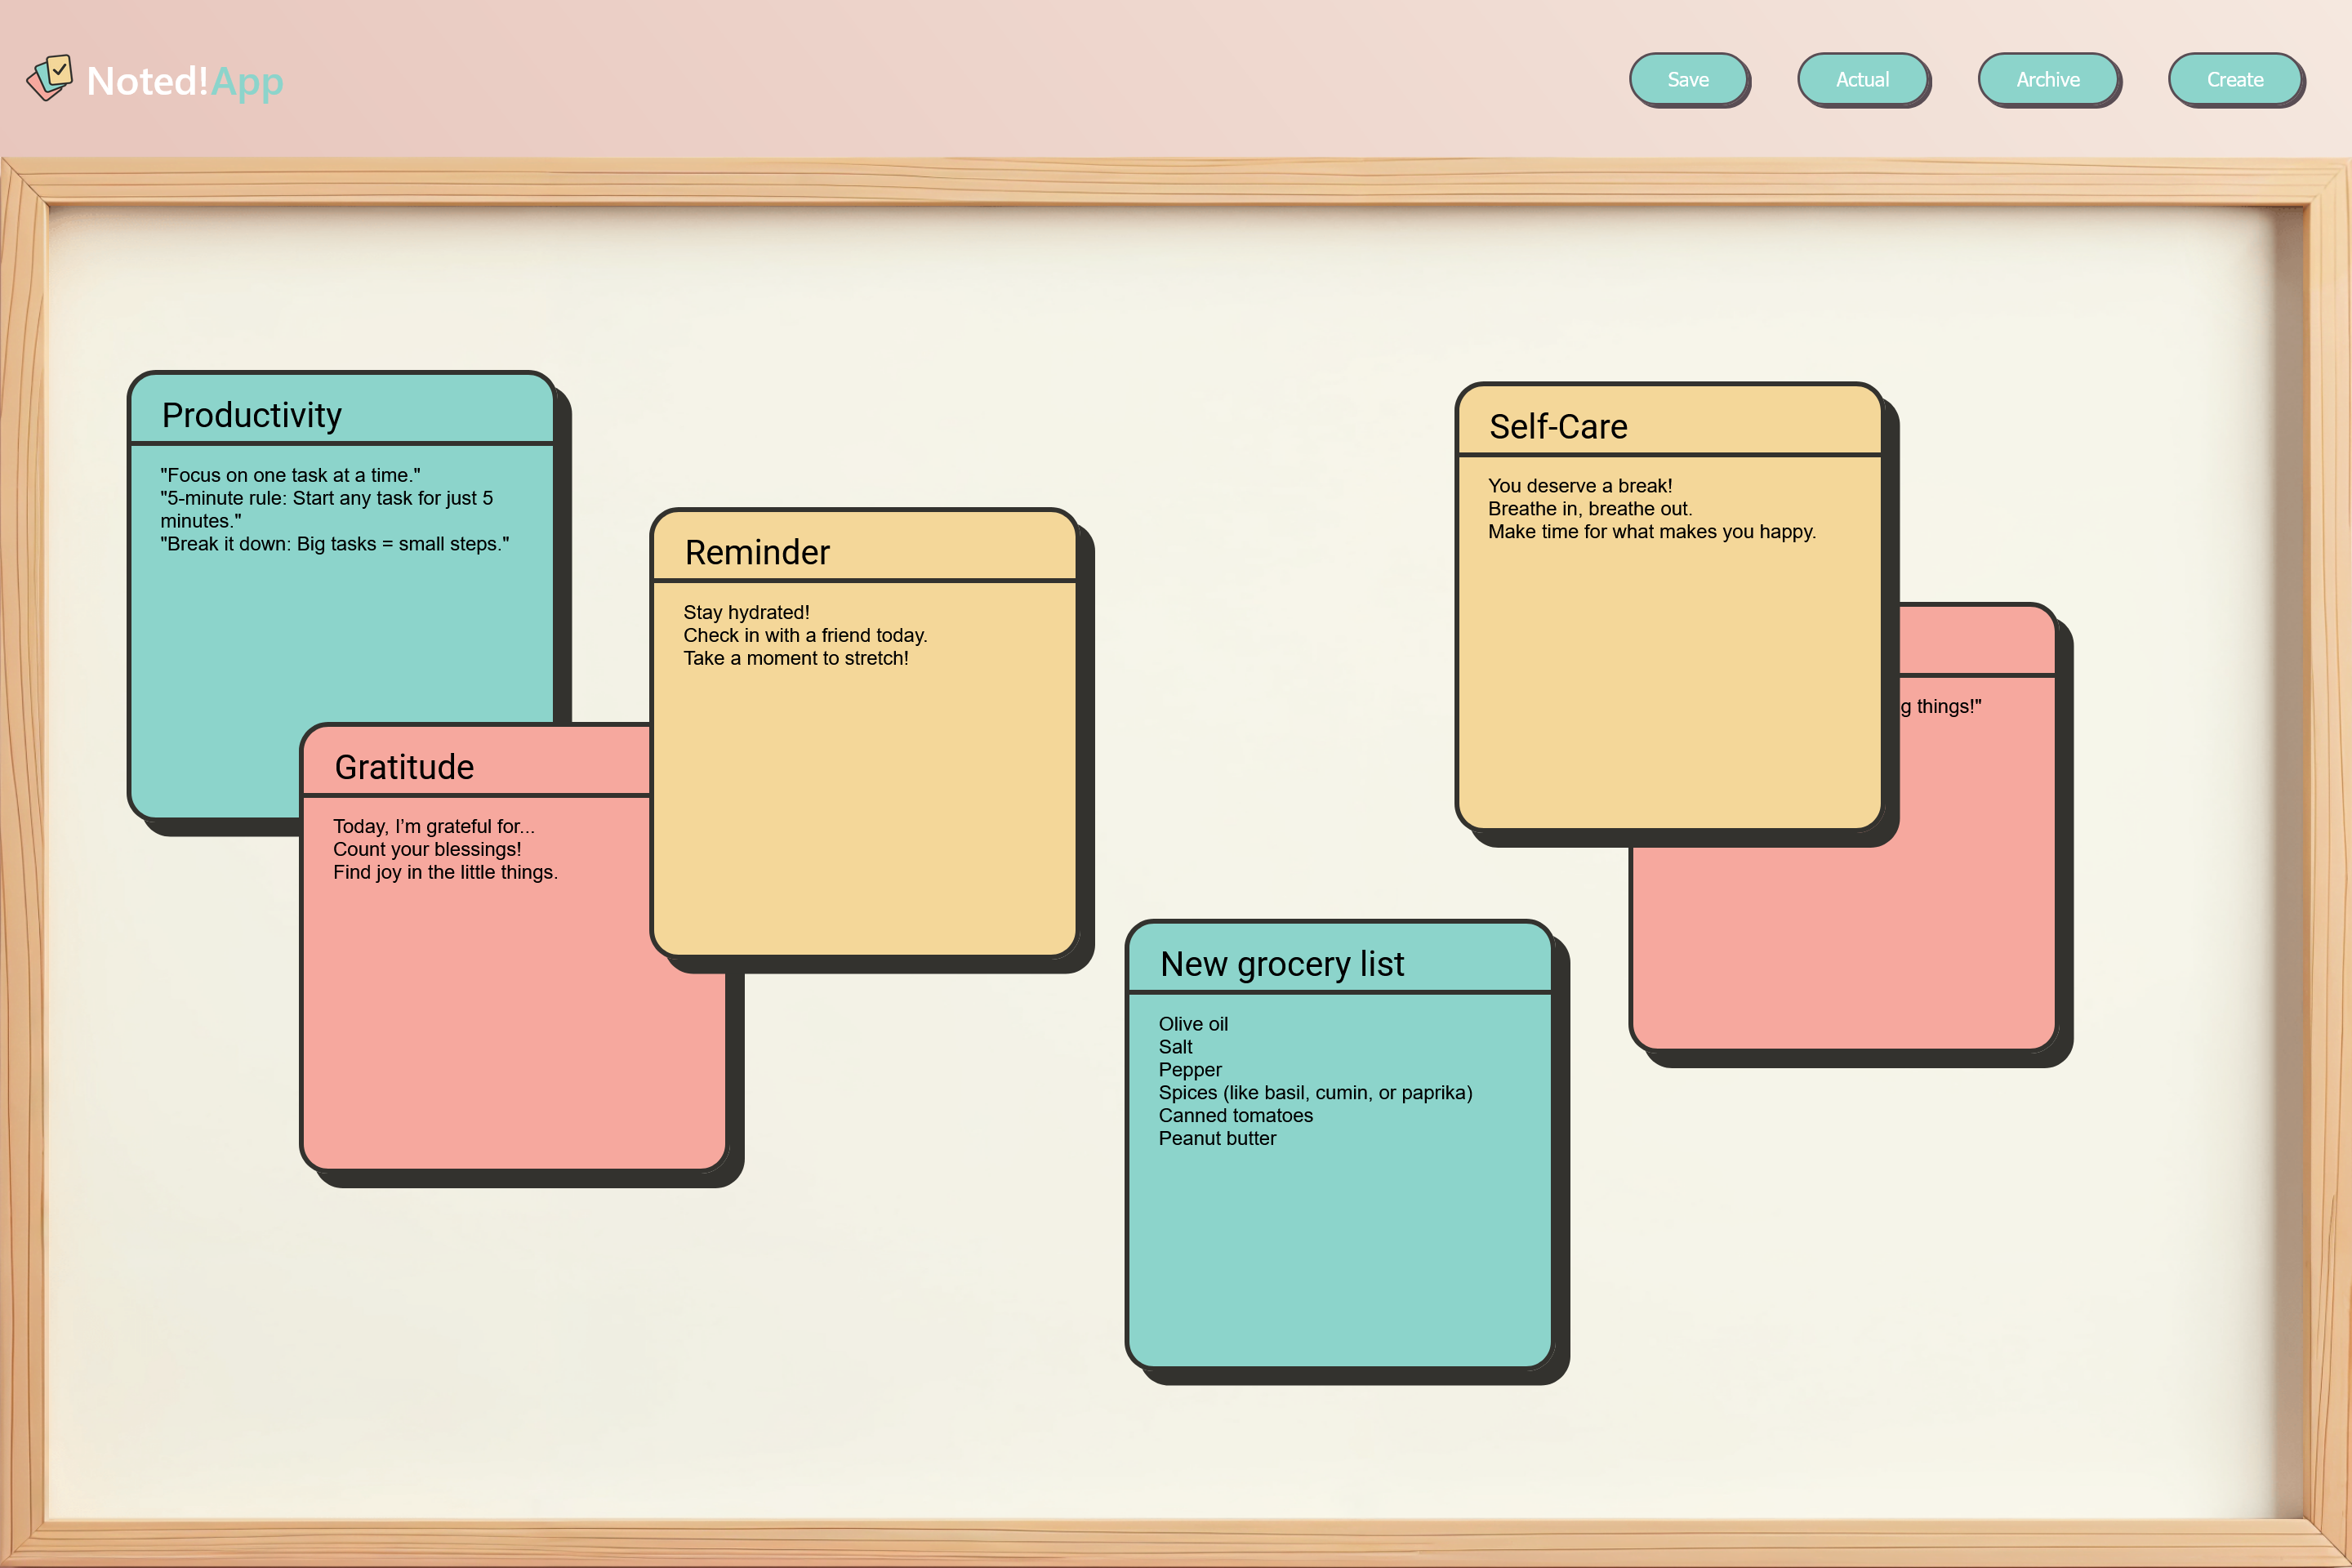 Noted!App
Save
Actual
Archive
Create
Productivity
"Focus on one task at a time."
"5-minute rule: Start any task for just 5
minutes."
"Break it down: Big tasks = small steps."
Gratitude
Today, I’m grateful for...
Count your blessings!
Find joy in the little things.
Reminder
Stay hydrated!
Check in with a friend today.
Take a moment to stretch!
Self-Care
You deserve a break!
Breathe in, breathe out.
Make time for what makes you happy.
things!"
New grocery list
Olive oil
Salt
Pepper
Spices (like basil, cumin, or paprika)
Canned tomatoes
Peanut butter